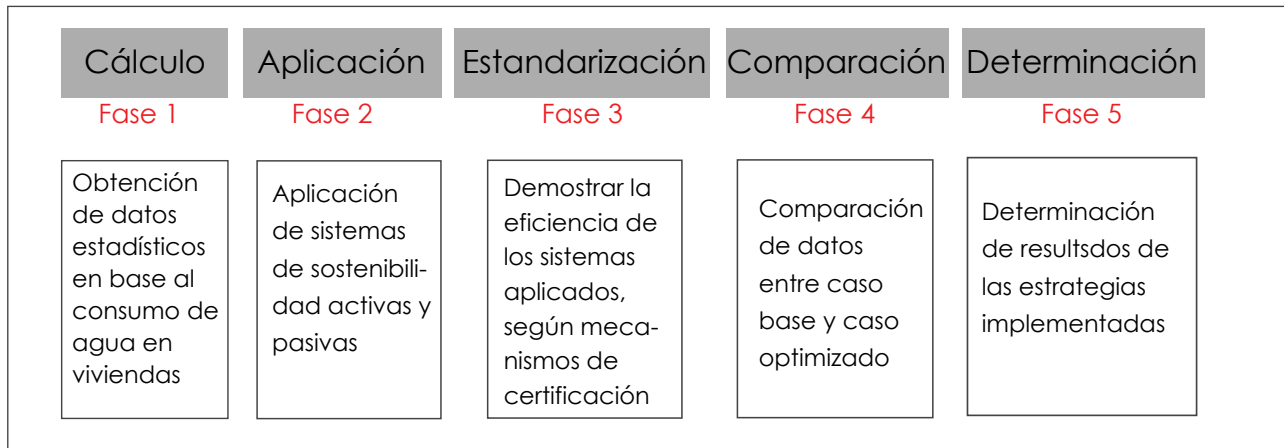 Cálculo
Aplicación
Estandarización
Comparación
Determinación
Fase 1
Fase 2
Fase 3
Fase 4
Fase 5
Obtención
de datos
estadísticos
en base al
consumo de
agua en
viviendas
Aplicación
de sistemas
de sostenibili-
dad activas y
pasivas
Demostrar la
eficiencia de
los sistemas
aplicados,
según meca-
nismos de
certificación
Comparación
de datos
entre caso
base y caso
optimizado
Determinación
de resultsdos de
las estrategias
implementadas